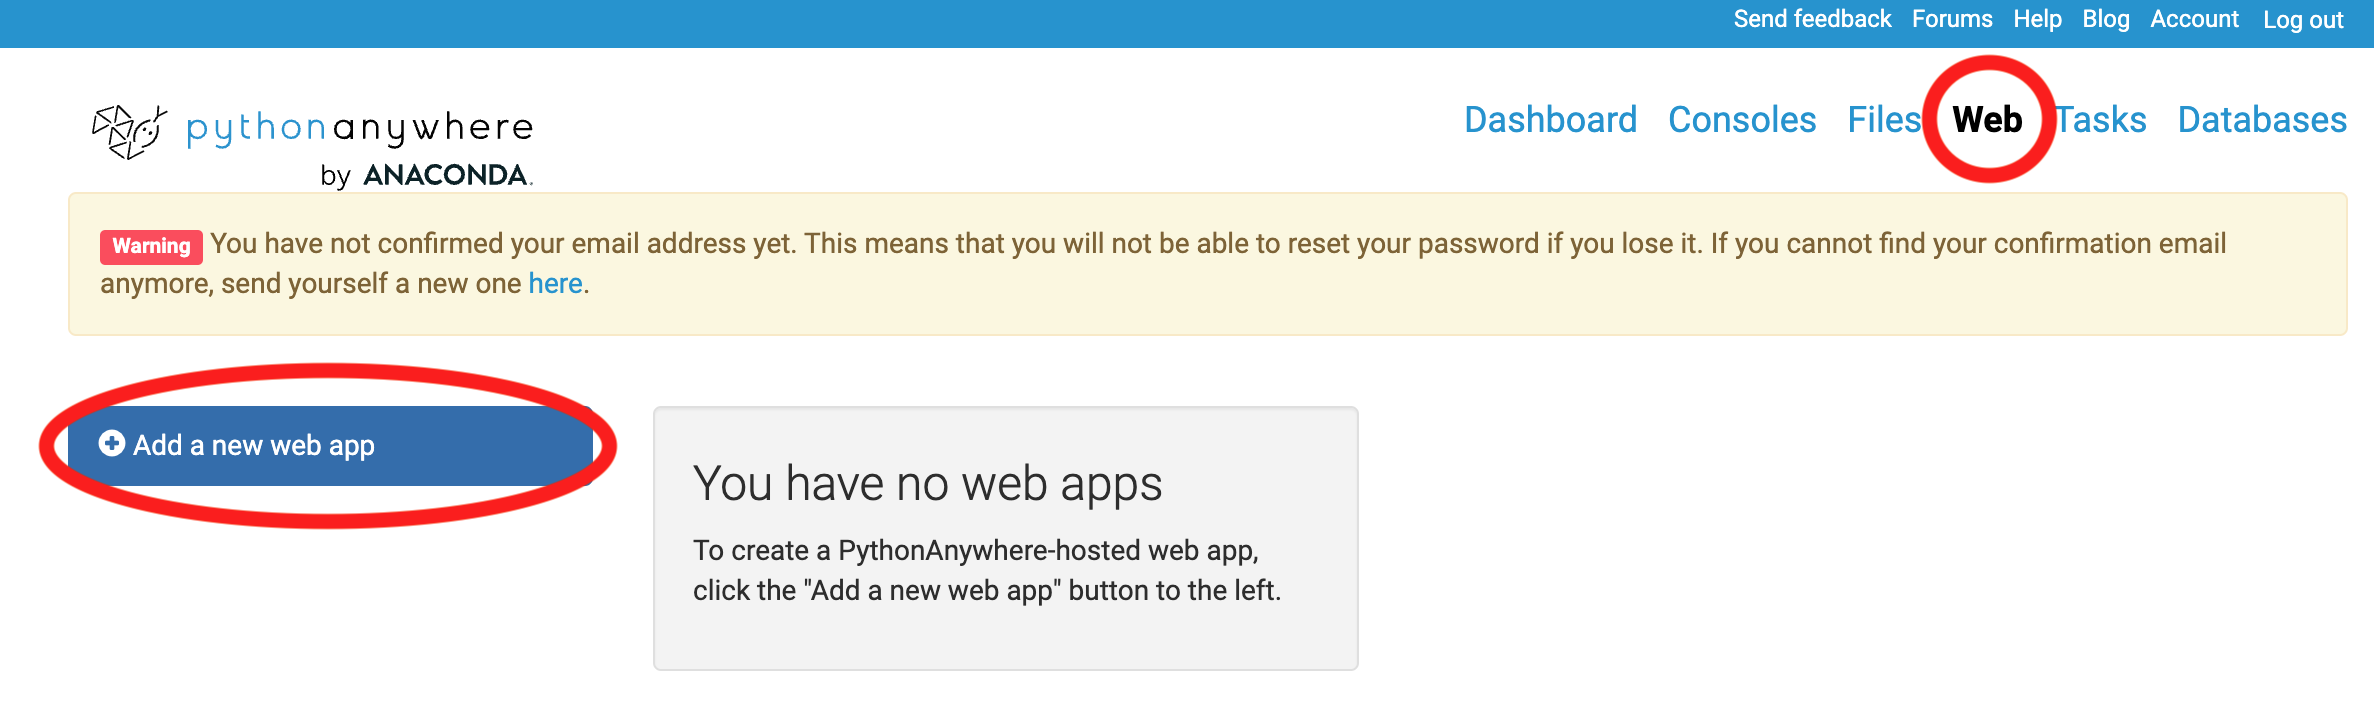 Send feedback Forums Help Blog Account Log out
pythonanywhere
by ANACONDA.
Dashboard Consoles Files Web Tasks Databases
Warning You have not confirmed your email address yet. This means that you will not be able to reset your password if you lose it. If you cannot find your confirmation email
anymore, send yourself a new one here.
Add a new web app
You have no web apps
To create a PythonAnywhere-hosted web app,
click the "Add a new web app" button to the left.